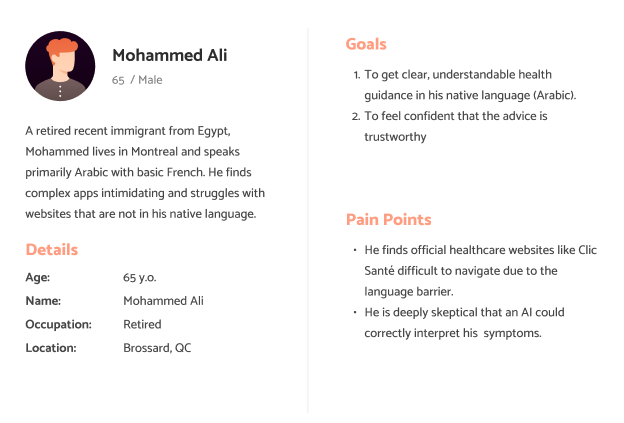 Mohammed Ali
65 / Male
A retired recent immigrant from Egypt,
Mohammed lives in Montreal and speaks
primarily Arabic with basic French. He finds
complex apps intimidating and struggles with
websites that are not in his native language.
Details
Age: 65 y.o.
Name: Mohammed Ali
Occupation: Retired
Location: Brossard, QC
Goals
1. To get clear, understandable health
guidance in his native language (Arabic).
2. To feel confident that the advice is
trustworthy
Pain Points
• He finds official healthcare websites like Clic
Santé difficult to navigate due to the
language barrier.
• He is deeply skeptical that an AI could
correctly interpret his symptoms.